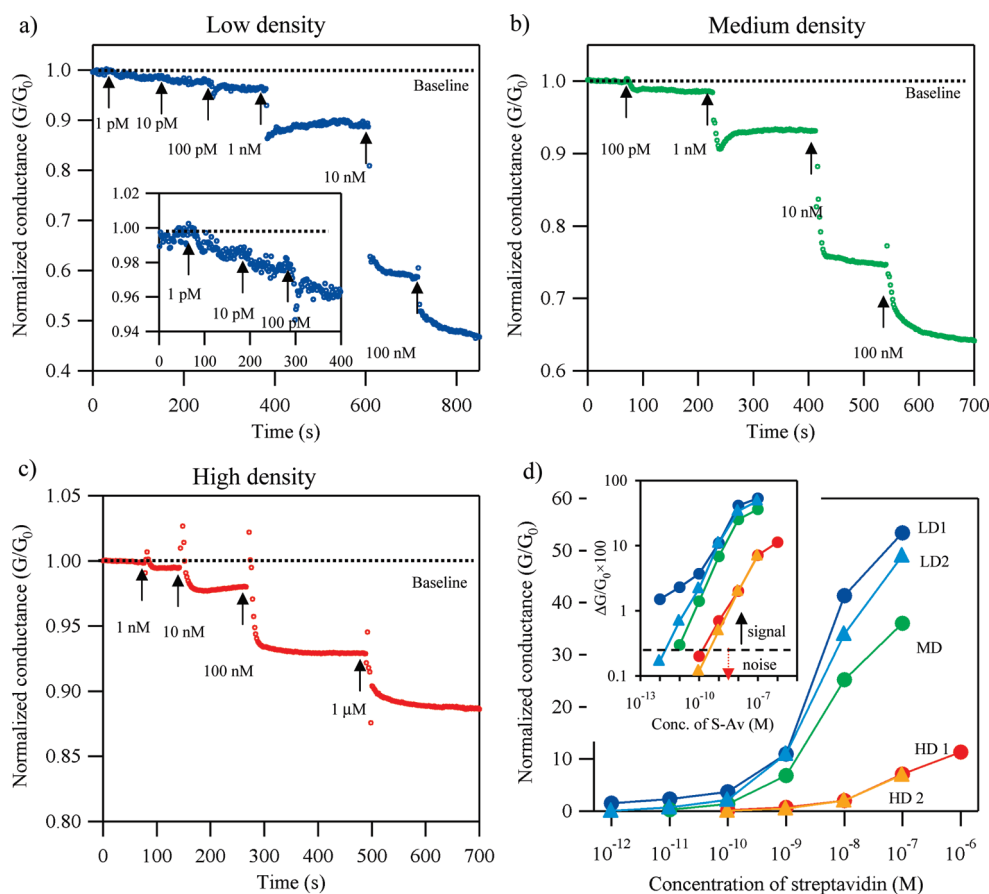 a)
Low density
Normalized conductance (G/G₀)
1.0
0.9
0.8
0.7
0.6
0.5
0.4
Baseline
1 pM
10 pM
100 pM
1 nM
10 nM
100 nM
0
200
400
600
800
Time (s)
1.02
1.00
0.98
0.96
0.94
1 pM
10 pM
100 pM
0
100
200
300
400
b)
Medium density
Normalized conductance (G/G₀)
1.0
0.9
0.8
0.7
0.6
Baseline
100 pM
1 nM
10 nM
100 nM
0
100
200
300
400
500
600
700
Time (s)
c)
High density
Normalized conductance (G/G₀)
1.05
1.00
0.95
0.90
0.85
0.80
Baseline
1 nM
10 nM
100 nM
1 µM
0
100
200
300
400
500
600
700
Time (s)
d)
Normalized conductance (G/G₀)
60
50
40
30
20
10
0
LD1
LD2
MD
HD 1
HD 2
10⁻¹²
10⁻¹¹
10⁻¹⁰
10⁻⁹
10⁻⁸
10⁻⁷
10⁻⁶
Concentration of streptavidin (M)
ΔG/G₀×100
100
10
1
0.1
signal
noise
10⁻¹³
10⁻¹⁰
10⁻⁷
Conc. of S-Av (M)